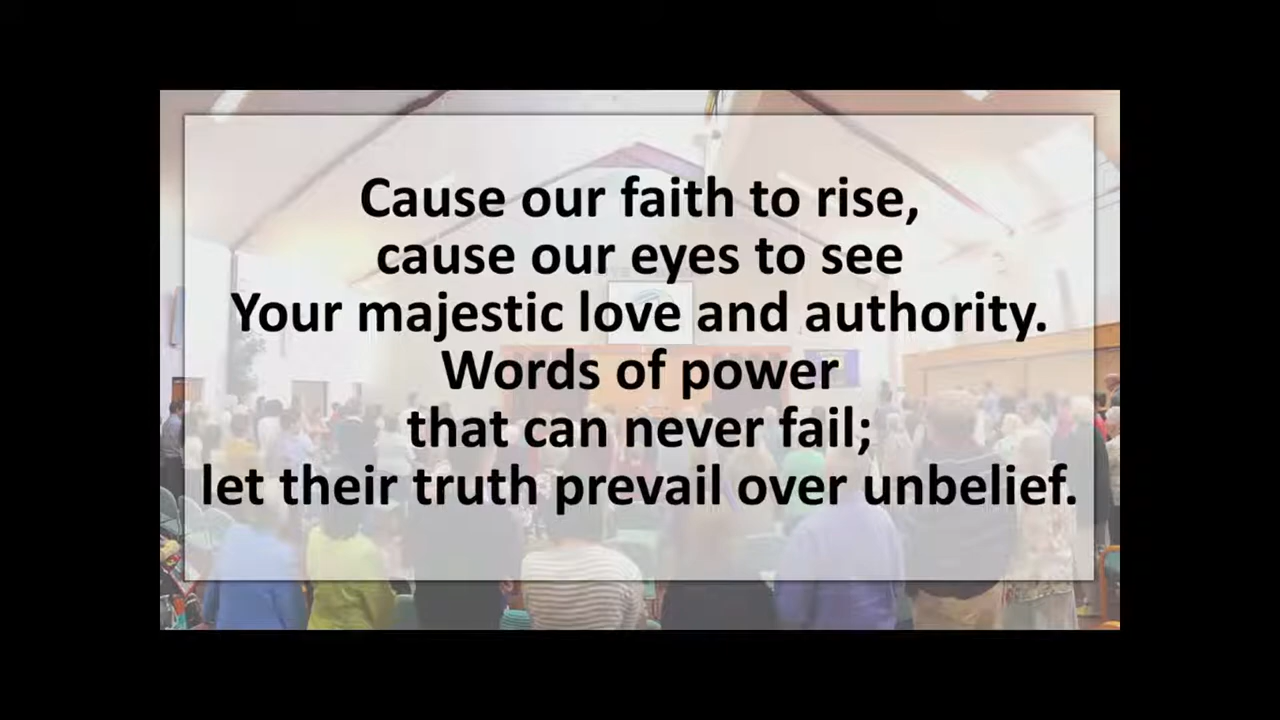 Cause our faith to rise,
cause our eyes to see
Your majestic love and authority.
Words of power
that can never fail;
let their truth prevail over unbelief.